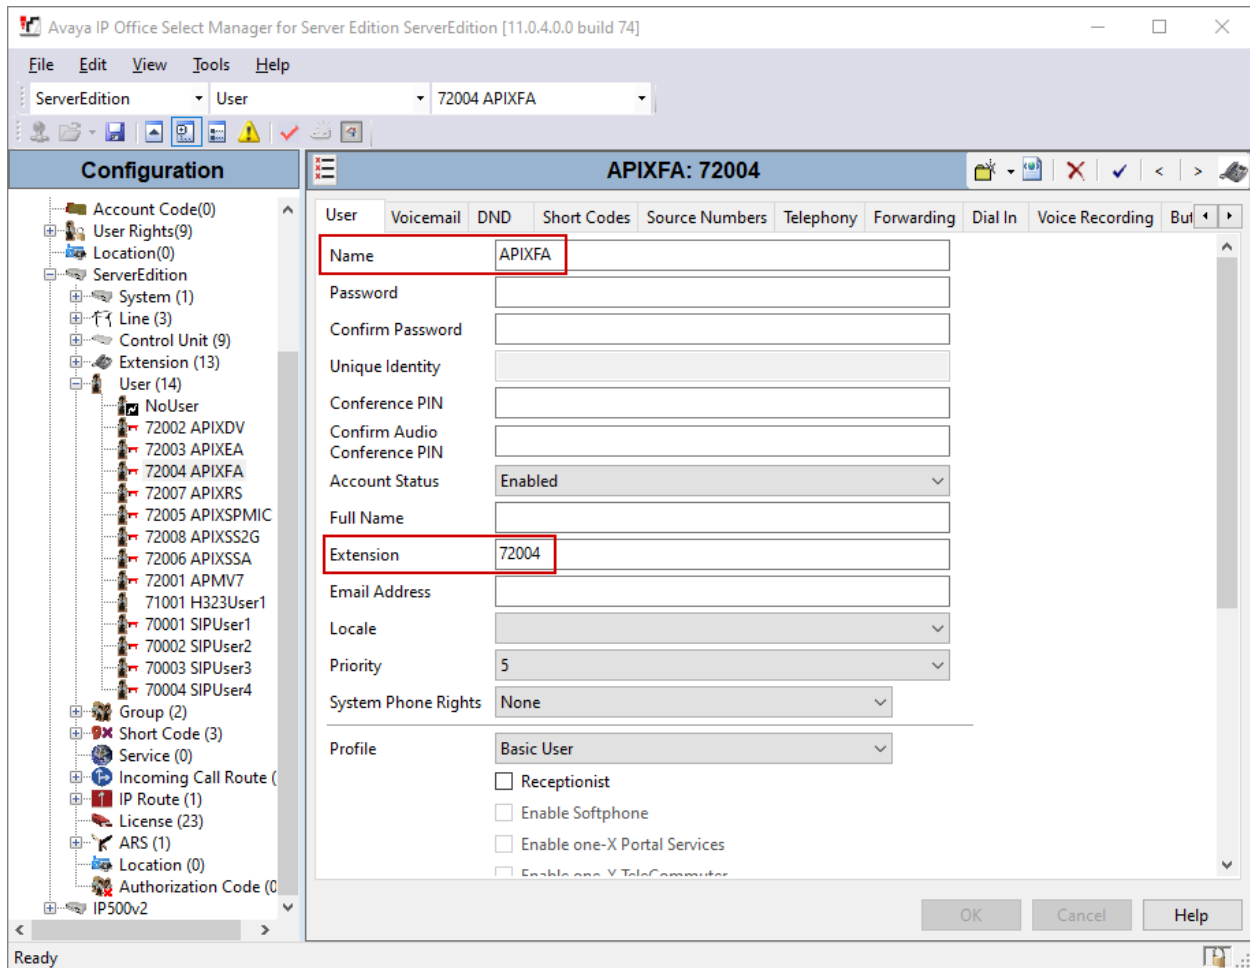 Avaya IP Office Select Manager for Server Edition ServerEdition [11.0.4.0.0 build 74]
File Edit View Tools Help
ServerEdition User 72004 APIXFA
Configuration
Account Code(0)
User Rights(9)
Location(0)
ServerEdition
System (1)
Line (3)
Control Unit (9)
Extension (13)
User (14)
NoUser
72002 APIXDV
72003 APIXEA
72004 APIXFA
72007 APIXRS
72005 APIXSPMIC
72008 APIXSS2G
72006 APIXSSA
72001 APMV7
71001 H323User1
70001 SIPUser1
70002 SIPUser2
70003 SIPUser3
70004 SIPUser4
Group (2)
Short Code (3)
Service (0)
Incoming Call Route (
IP Route (1)
License (23)
ARS (1)
Location (0)
Authorization Code (0
IP500v2
APIXFA: 72004
User Voicemail DND Short Codes Source Numbers Telephony Forwarding Dial In Voice Recording But
Name APIXFA
Password
Confirm Password
Unique Identity
Conference PIN
Confirm Audio
Conference PIN
Account Status Enabled
Full Name
Extension 72004
Email Address
Locale
Priority 5
System Phone Rights None
Profile Basic User
Receptionist
Enable Softphone
Enable one-X Portal Services
Enable one-X TeleCommuter
OK Cancel Help
Ready